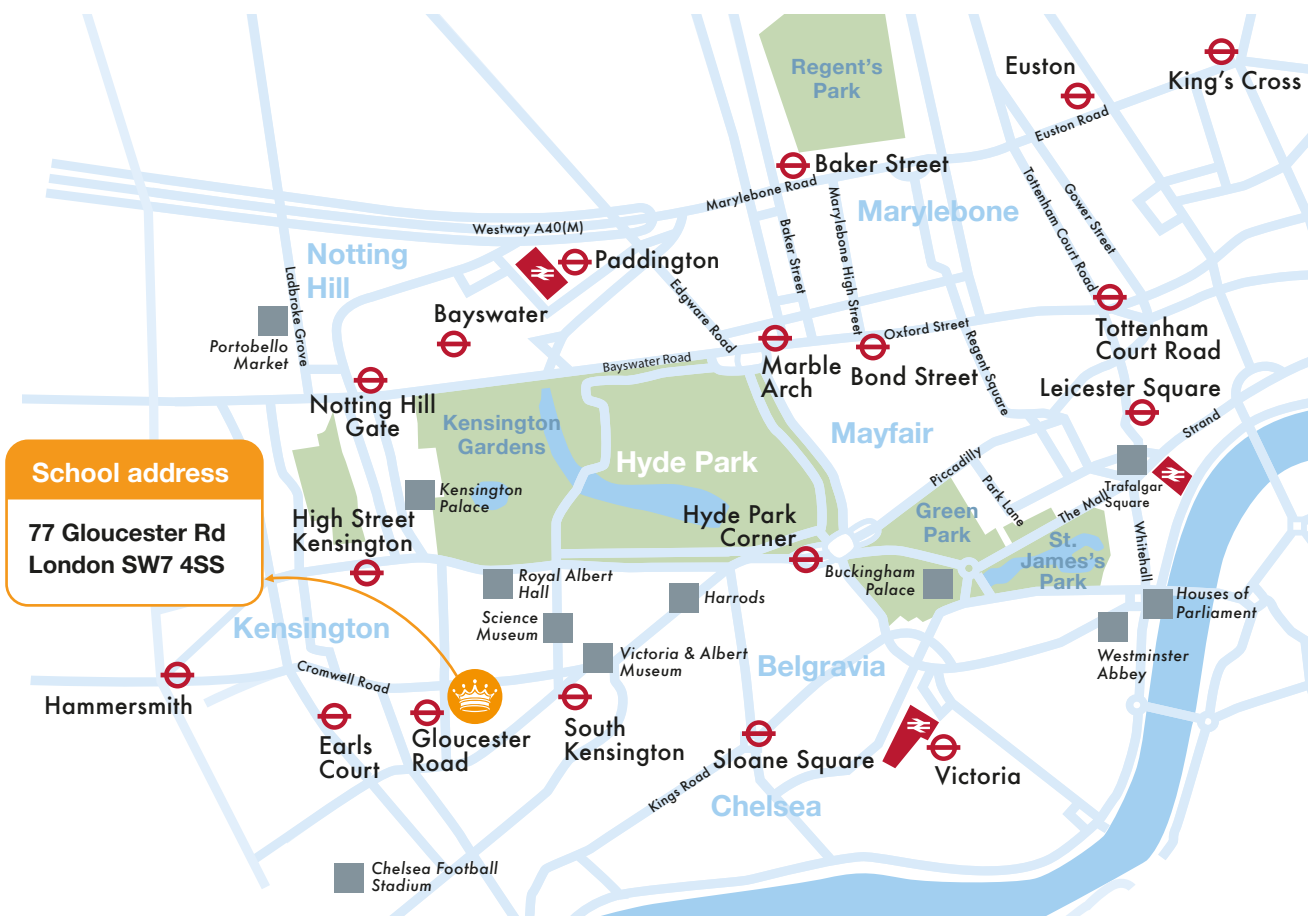 Regent's
Park
Euston
King's Cross
Euston Road
Baker Street
Marylebone Road
Marylebone
Tottenham Court Road
Gower Street
Westway A40(M)
Notting
Hill
Paddington
Baker Street
Marylebone High Street
Ladbroke Grove
Edgware Road
Bayswater
Portobello
Market
Oxford Street
Tottenham
Court Road
Bayswater Road
Marble
Arch
Bond Street
Regent Square
Leicester Square
Notting Hill
Gate
Kensington
Gardens
Mayfair
Strand
Hyde Park
Piccadilly
School address
77 Gloucester Rd
London SW7 4SS
Kensington
Palace
Park Lane
The Mall
Trafalgar
Square
High Street
Kensington
Hyde Park
Corner
Green
Park
St.
James's
Park
Whitehall
Royal Albert
Hall
Buckingham
Palace
Harrods
Houses of
Parliament
Science
Museum
Kensington
Victoria & Albert
Museum
Belgravia
Westminster
Abbey
Cromwell Road
Hammersmith
Earls
Court
Gloucester
Road
South
Kensington
Sloane Square
Victoria
Kings Road
Chelsea
Chelsea Football
Stadium